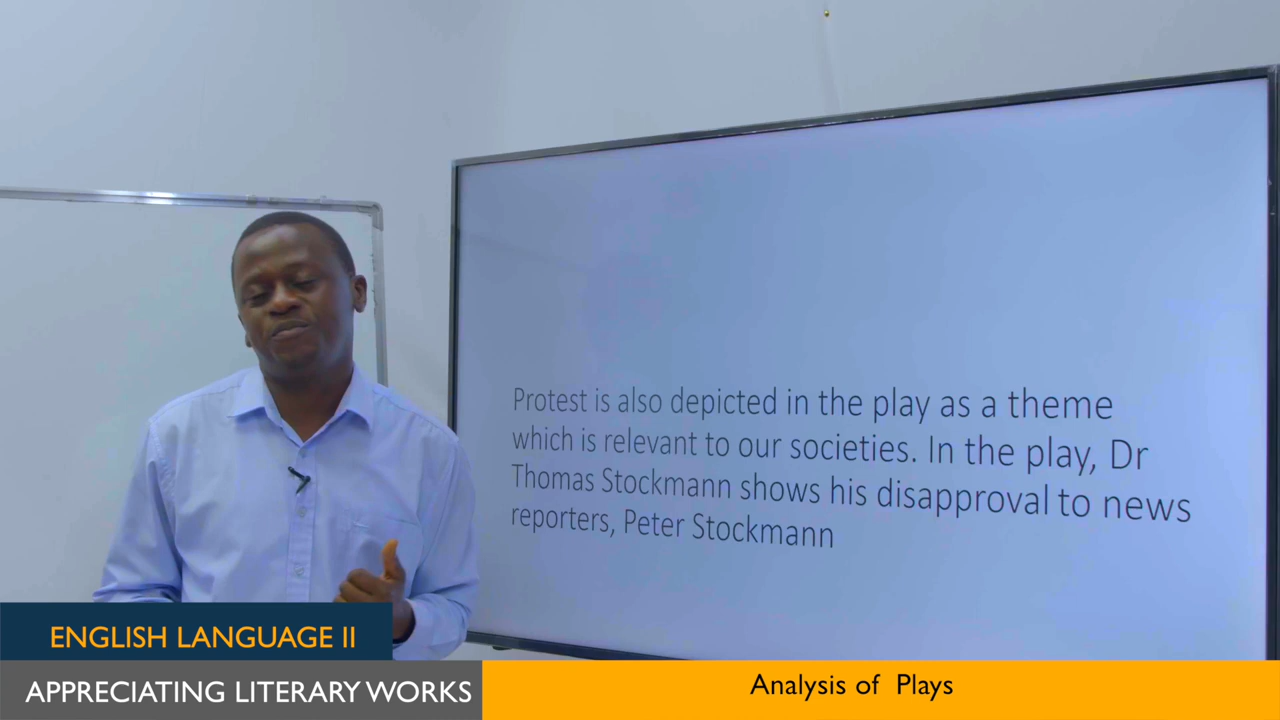 Protest is also depicted in the play as a theme
which is relevant to our societies. In the play, Dr
Thomas Stockmann shows his disapproval to news
reporters, Peter Stockmann
ENGLISH LANGUAGE II
APPRECIATING LITERARY WORKS
Analysis of Plays